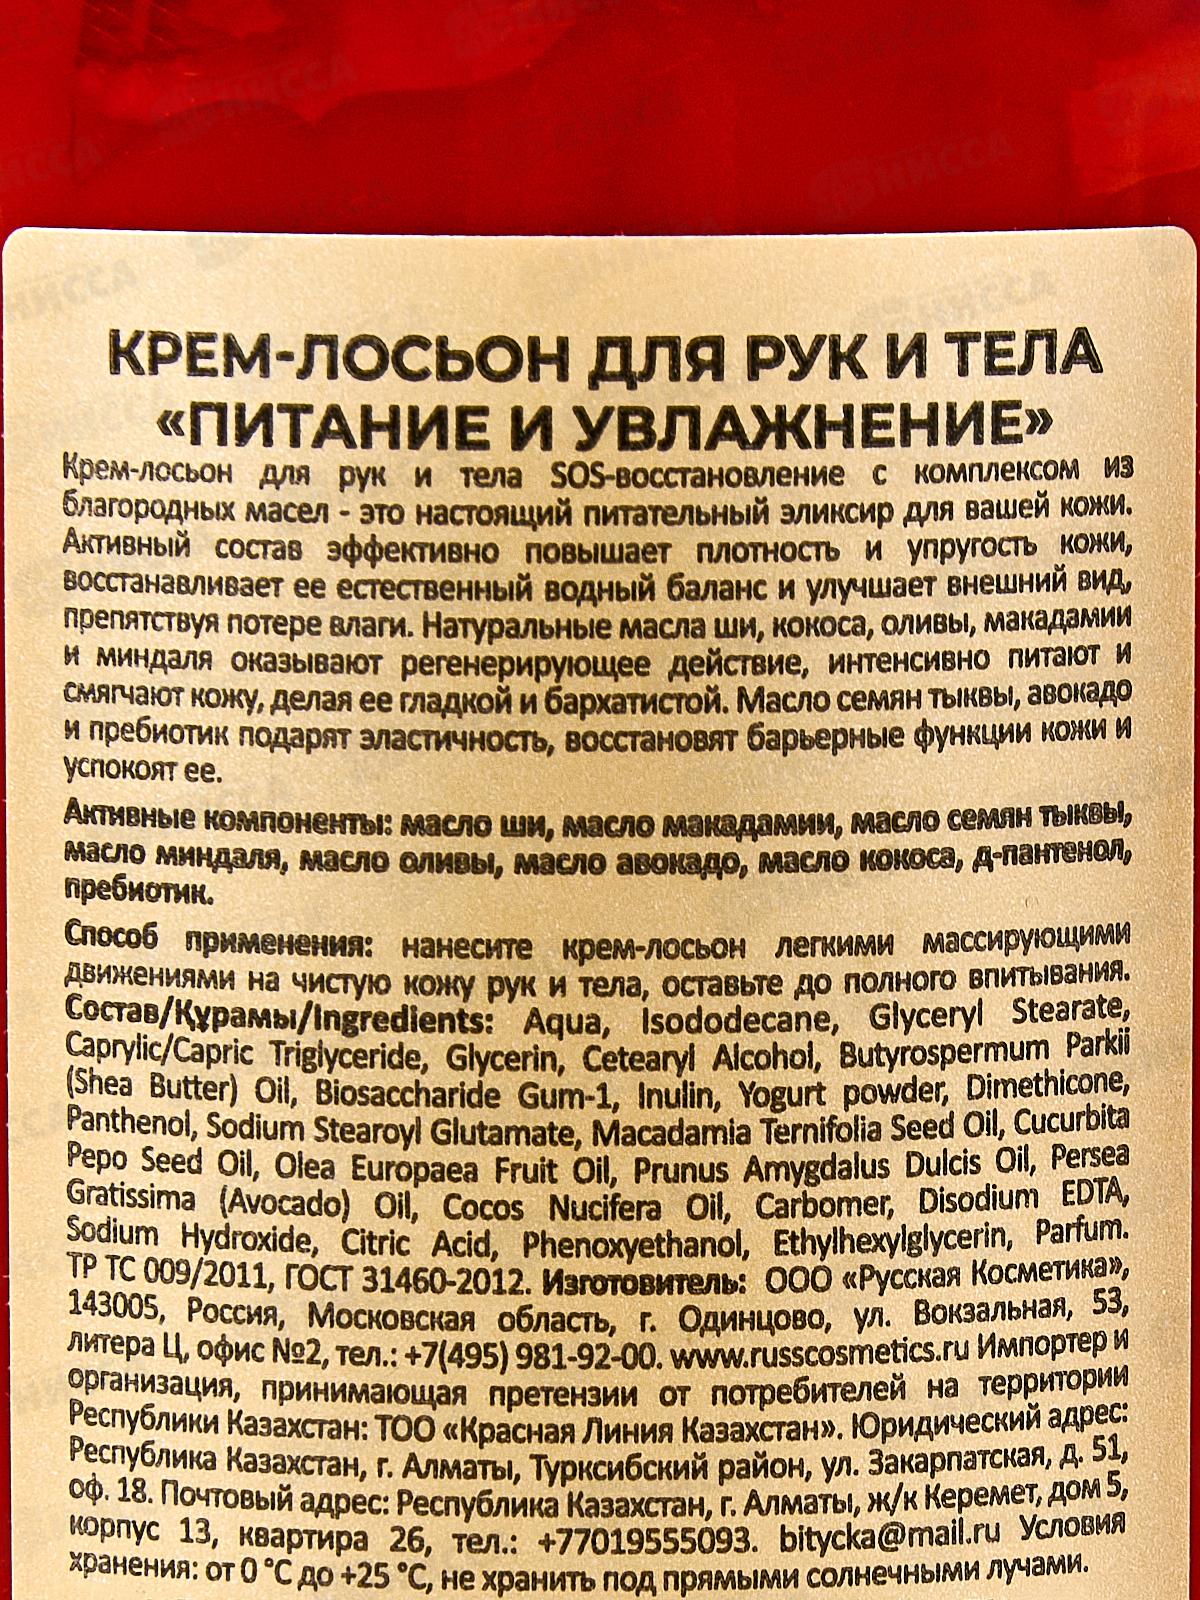 КРЕМ-ЛОСЬОН ДЛЯ РУК И ТЕЛА
«ПИТАНИЕ И УВЛАЖНЕНИЕ»
Крем-лосьон для рук и тела SOS-восстановление с комплексом из
благородных масел - это настоящий питательный эликсир для вашей кожи.
Активный состав эффективно повышает плотность и упругость кожи,
восстанавливает ее естественный водный баланс и улучшает внешний вид,
препятствуя потере влаги. Натуральные масла ши, кокоса, оливы, макадамии
и миндаля оказывают регенерирующее действие, интенсивно питают и
смягчают кожу, делая ее гладкой и бархатистой. Масло семян тыквы, авокадо
и пребиотик подарят эластичность, восстановят барьерные функции кожи и
успокоят ее.
Активные компоненты: масло ши, масло макадамии, масло семян тыквы,
масло миндаля, масло оливы, масло авокадо, масло кокоса, д-пантенол,
пребиотик.
Способ применения: нанесите крем-лосьон легкими массирующими
движениями на чистую кожу рук и тела, оставьте до полного впитывания.
Состав/Құрамы/Ingredients: Aqua, Isododecane, Glyceryl Stearate,
Caprylic/Capric Triglyceride, Glycerin, Cetearyl Alcohol, Butyrospermum Parkii
(Shea Butter) Oil, Biosaccharide Gum-1, Inulin, Yogurt powder, Dimethicone,
Panthenol, Sodium Stearoyl Glutamate, Macadamia Ternifolia Seed Oil, Cucurbita
Pepo Seed Oil, Olea Europaea Fruit Oil, Prunus Amygdalus Dulcis Oil, Persea
Gratissima (Avocado) Oil, Cocos Nucifera Oil, Carbomer, Disodium EDTA,
Sodium Hydroxide, Citric Acid, Phenoxyethanol, Ethylhexylglycerin, Parfum.
ТР ТС 009/2011, ГОСТ 31460-2012. Изготовитель: ООО «Русская Косметика»,
143005, Россия, Московская область, г. Одинцово, ул. Вокзальная, 53,
литера Ц, офис №2, тел.: +7(495) 981-92-00. www.russcosmetics.ru Импортер и
организация, принимающая претензии от потребителей на территории
Республики Казахстан: ТОО «Красная Линия Казахстан». Юридический адрес:
Республика Казахстан, г. Алматы, Турксибский район, ул. Закарпатская, д. 51,
оф. 18. Почтовый адрес: Республика Казахстан, г. Алматы, ж/к Керемет, дом 5,
корпус 13, квартира 26, тел.: +77019555093. bitycka@mail.ru Условия
хранения: от 0 °C до +25 °C, не хранить под прямыми солнечными лучами.